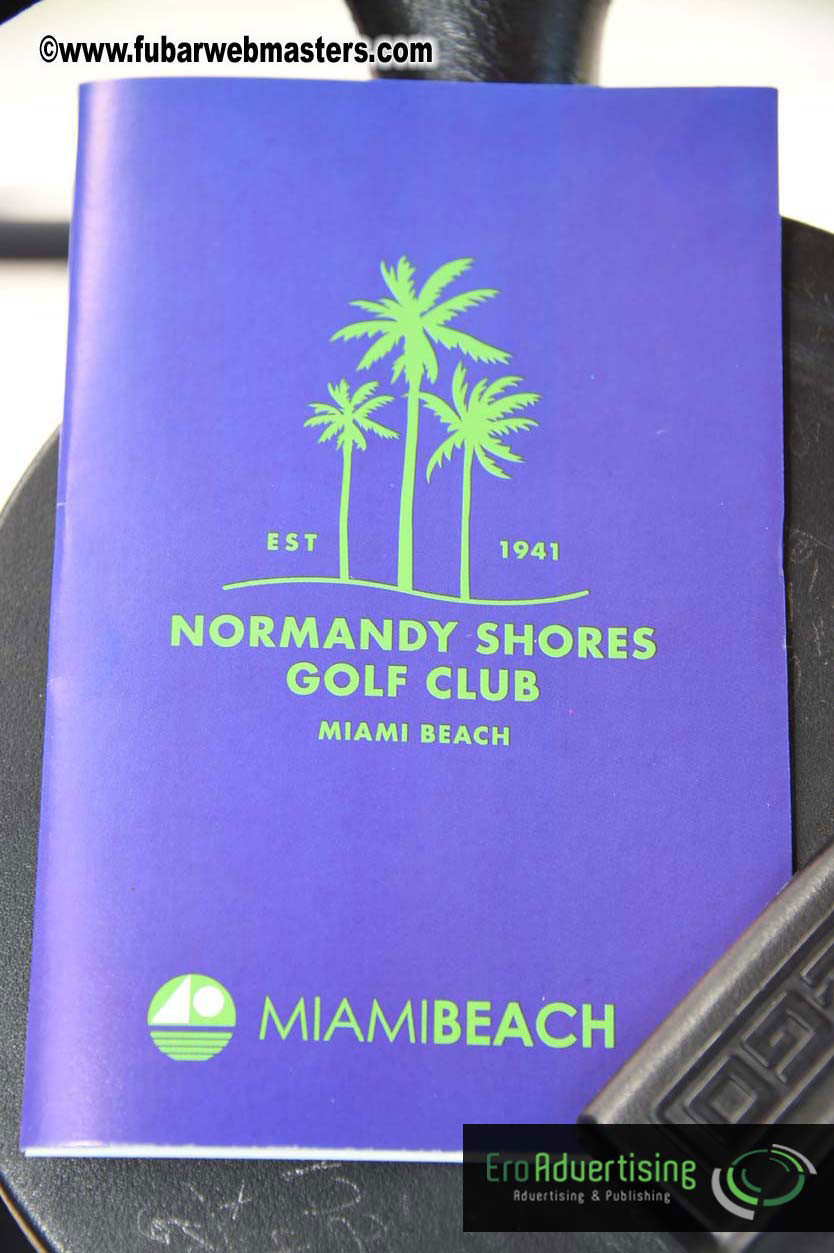 ©www.fubarwebmasters.com
EST 1941
NORMANDY SHORES
GOLF CLUB
MIAMI BEACH
MIAMIBEACH
EroAdvertising
Advertising & Publishing